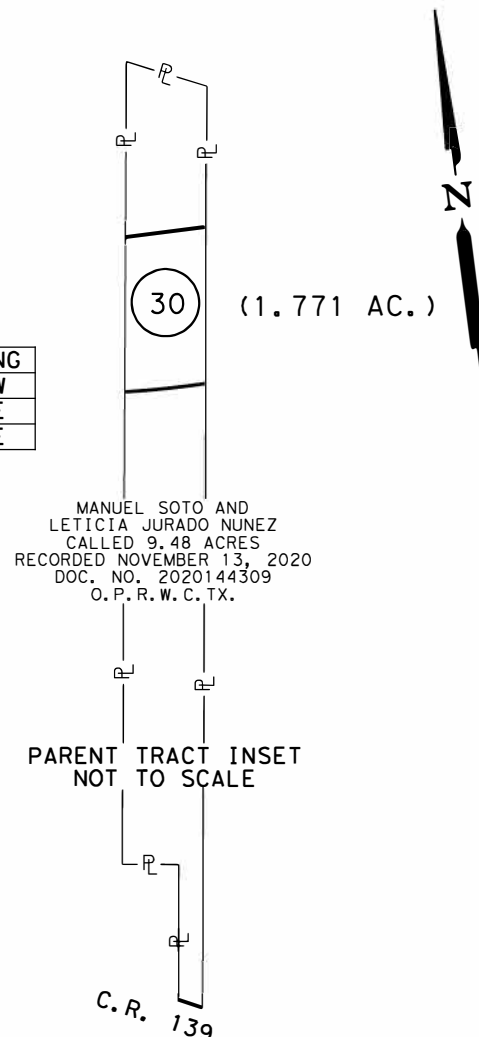 PL
PL
PL
N
30 (1.771 AC.)
NG
W
E
E
MANUEL SOTO AND
LETICIA JURADO NUNEZ
CALLED 9.48 ACRES
RECORDED NOVEMBER 13, 2020
DOC. NO. 2020144309
O.P.R.W.C.TX.
PL
PL
PARENT TRACT INSET
NOT TO SCALE
PL
PL
C.R. 139